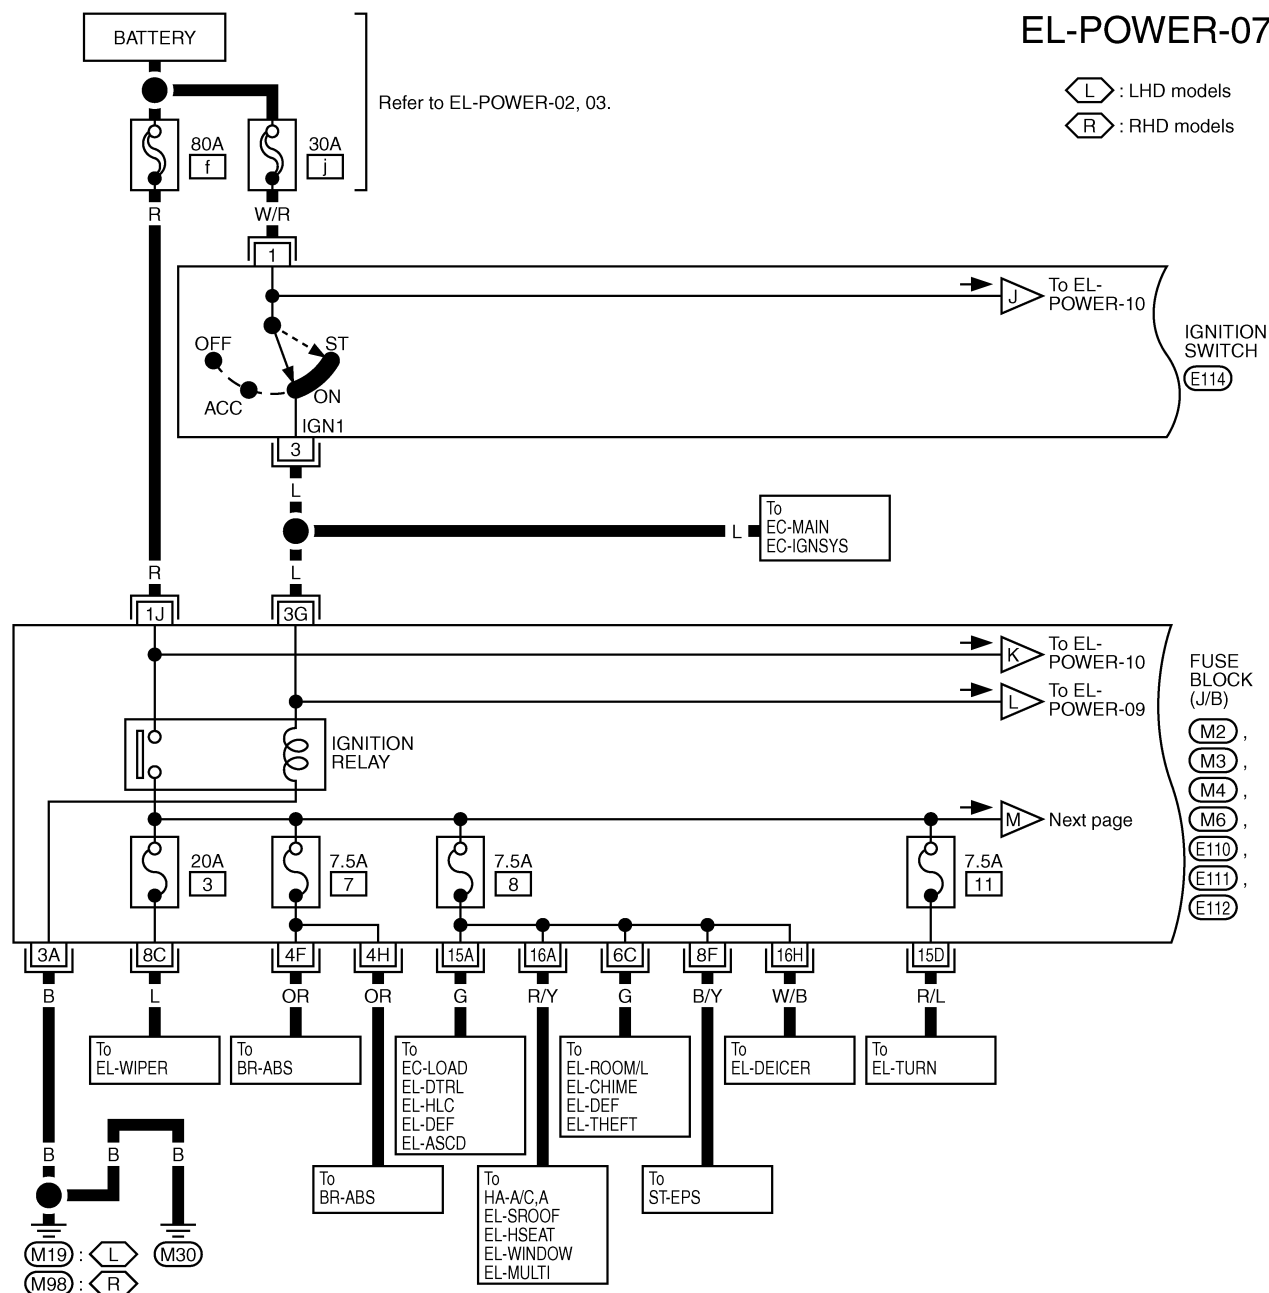 EL-POWER-07
BATTERY
Refer to EL-POWER-02, 03.
L : LHD models
R : RHD models
80A
f
30A
j
R
W/R
1
J
To EL-
POWER-10
IGNITION
SWITCH
E114
OFF
ST
ACC
ON
IGN1
3
L
L
To
EC-MAIN
EC-IGNSYS
R
L
1J
3G
K
To EL-
POWER-10
L
To EL-
POWER-09
FUSE
BLOCK
(J/B)
M2 ,
M3 ,
M4 ,
M6 ,
E110 ,
E111 ,
E112
IGNITION
RELAY
M
Next page
20A
3
7.5A
7
7.5A
8
7.5A
11
3A
8C
4F
4H
15A
16A
6C
8F
16H
15D
B
L
OR
OR
G
R/Y
G
B/Y
W/B
R/L
To
EL-WIPER
To
BR-ABS
To
EC-LOAD
EL-DTRL
EL-HLC
EL-DEF
EL-ASCD
To
EL-ROOM/L
EL-CHIME
EL-DEF
EL-THEFT
To
EL-DEICER
To
EL-TURN
B
B
B
To
BR-ABS
To
HA-A/C,A
EL-SROOF
EL-HSEAT
EL-WINDOW
EL-MULTI
To
ST-EPS
M19 : L
M30
M98 : R